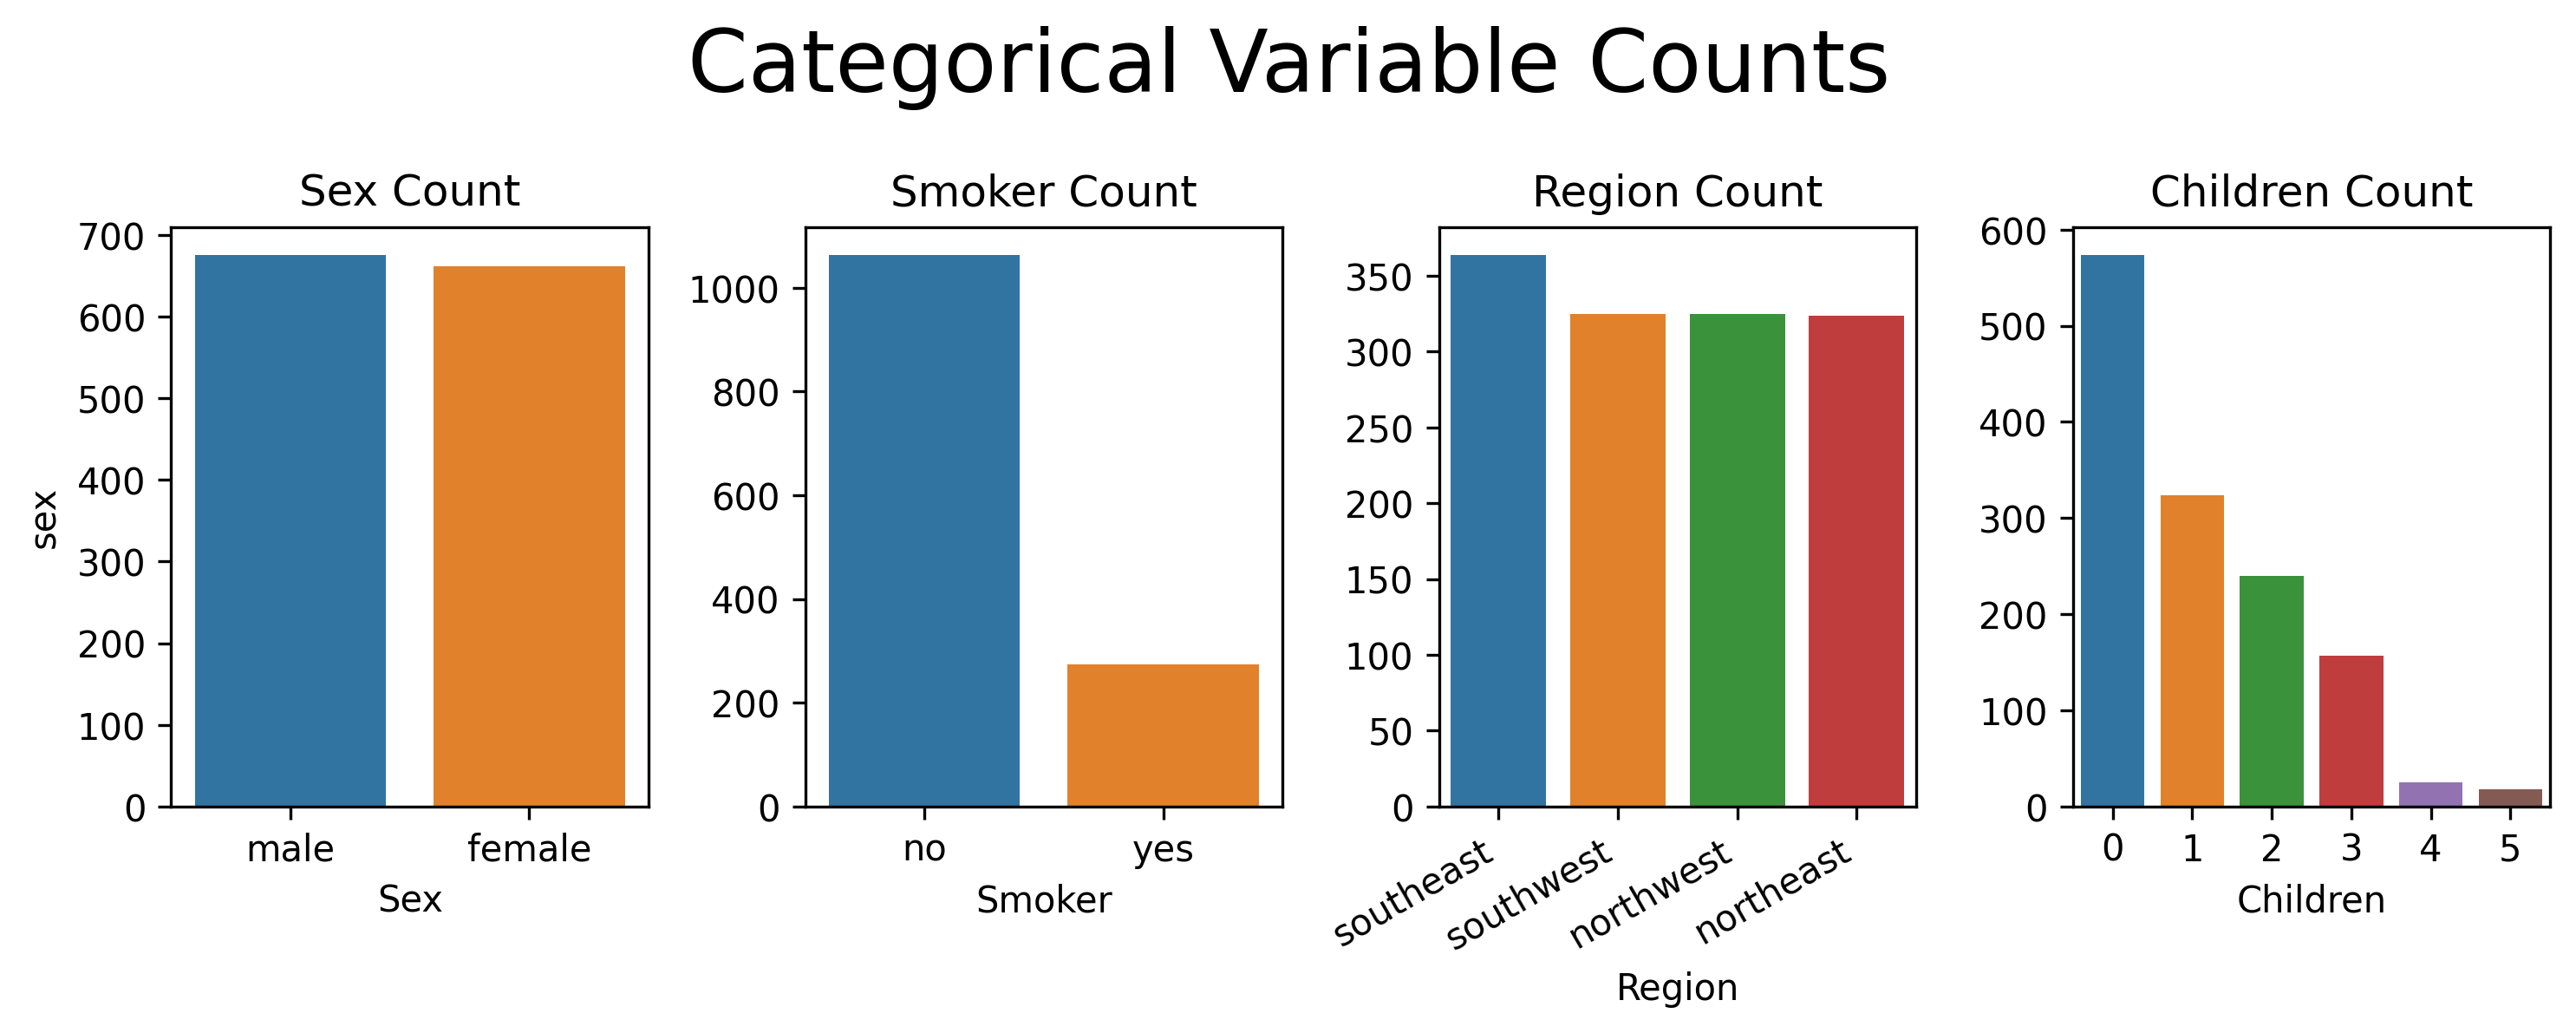 Categorical Variable Counts
Sex Count
700
600
500
400
300
200
100
0
sex
male female
Sex
Smoker Count
1000
800
600
400
200
0
no yes
Smoker
Region Count
350
300
250
200
150
100
50
0
southeast southwest northwest northeast
Region
Children Count
600
500
400
300
200
100
0
0 1 2 3 4 5
Children